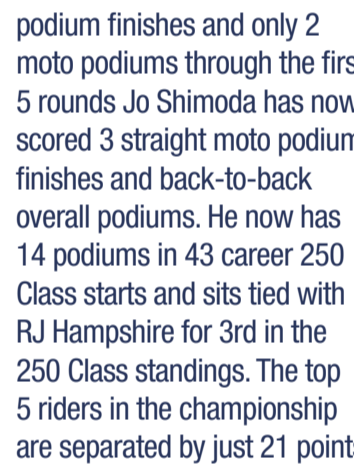 podium finishes and only 2
moto podiums through the firs
5 rounds Jo Shimoda has now
scored 3 straight moto podium
finishes and back-to-back
overall podiums. He now has
14 podiums in 43 career 250
Class starts and sits tied with
RJ Hampshire for 3rd in the
250 Class standings. The top
5 riders in the championship
are separated by just 21 point